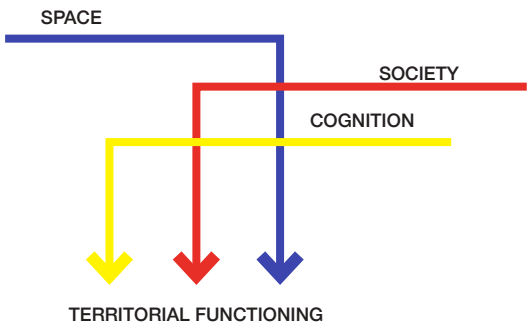 SPACE
SOCIETY
COGNITION
TERRITORIAL FUNCTIONING